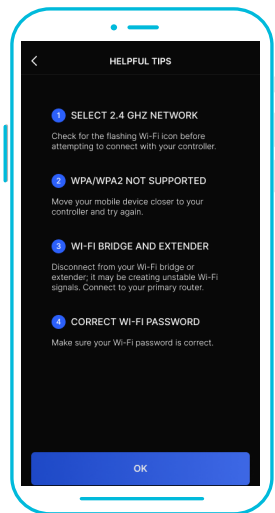 HELPFUL TIPS
1 SELECT 2.4 GHZ NETWORK
Check for the flashing Wi-Fi icon before
attempting to connect with your controller.
2 WPA/WPA2 NOT SUPPORTED
Move your mobile device closer to your
controller and try again.
3 WI-FI BRIDGE AND EXTENDER
Disconnect from your Wi-Fi bridge or
extender; it may be creating unstable Wi-Fi
signals. Connect to your primary router.
4 CORRECT WI-FI PASSWORD
Make sure your Wi-Fi password is correct.
OK